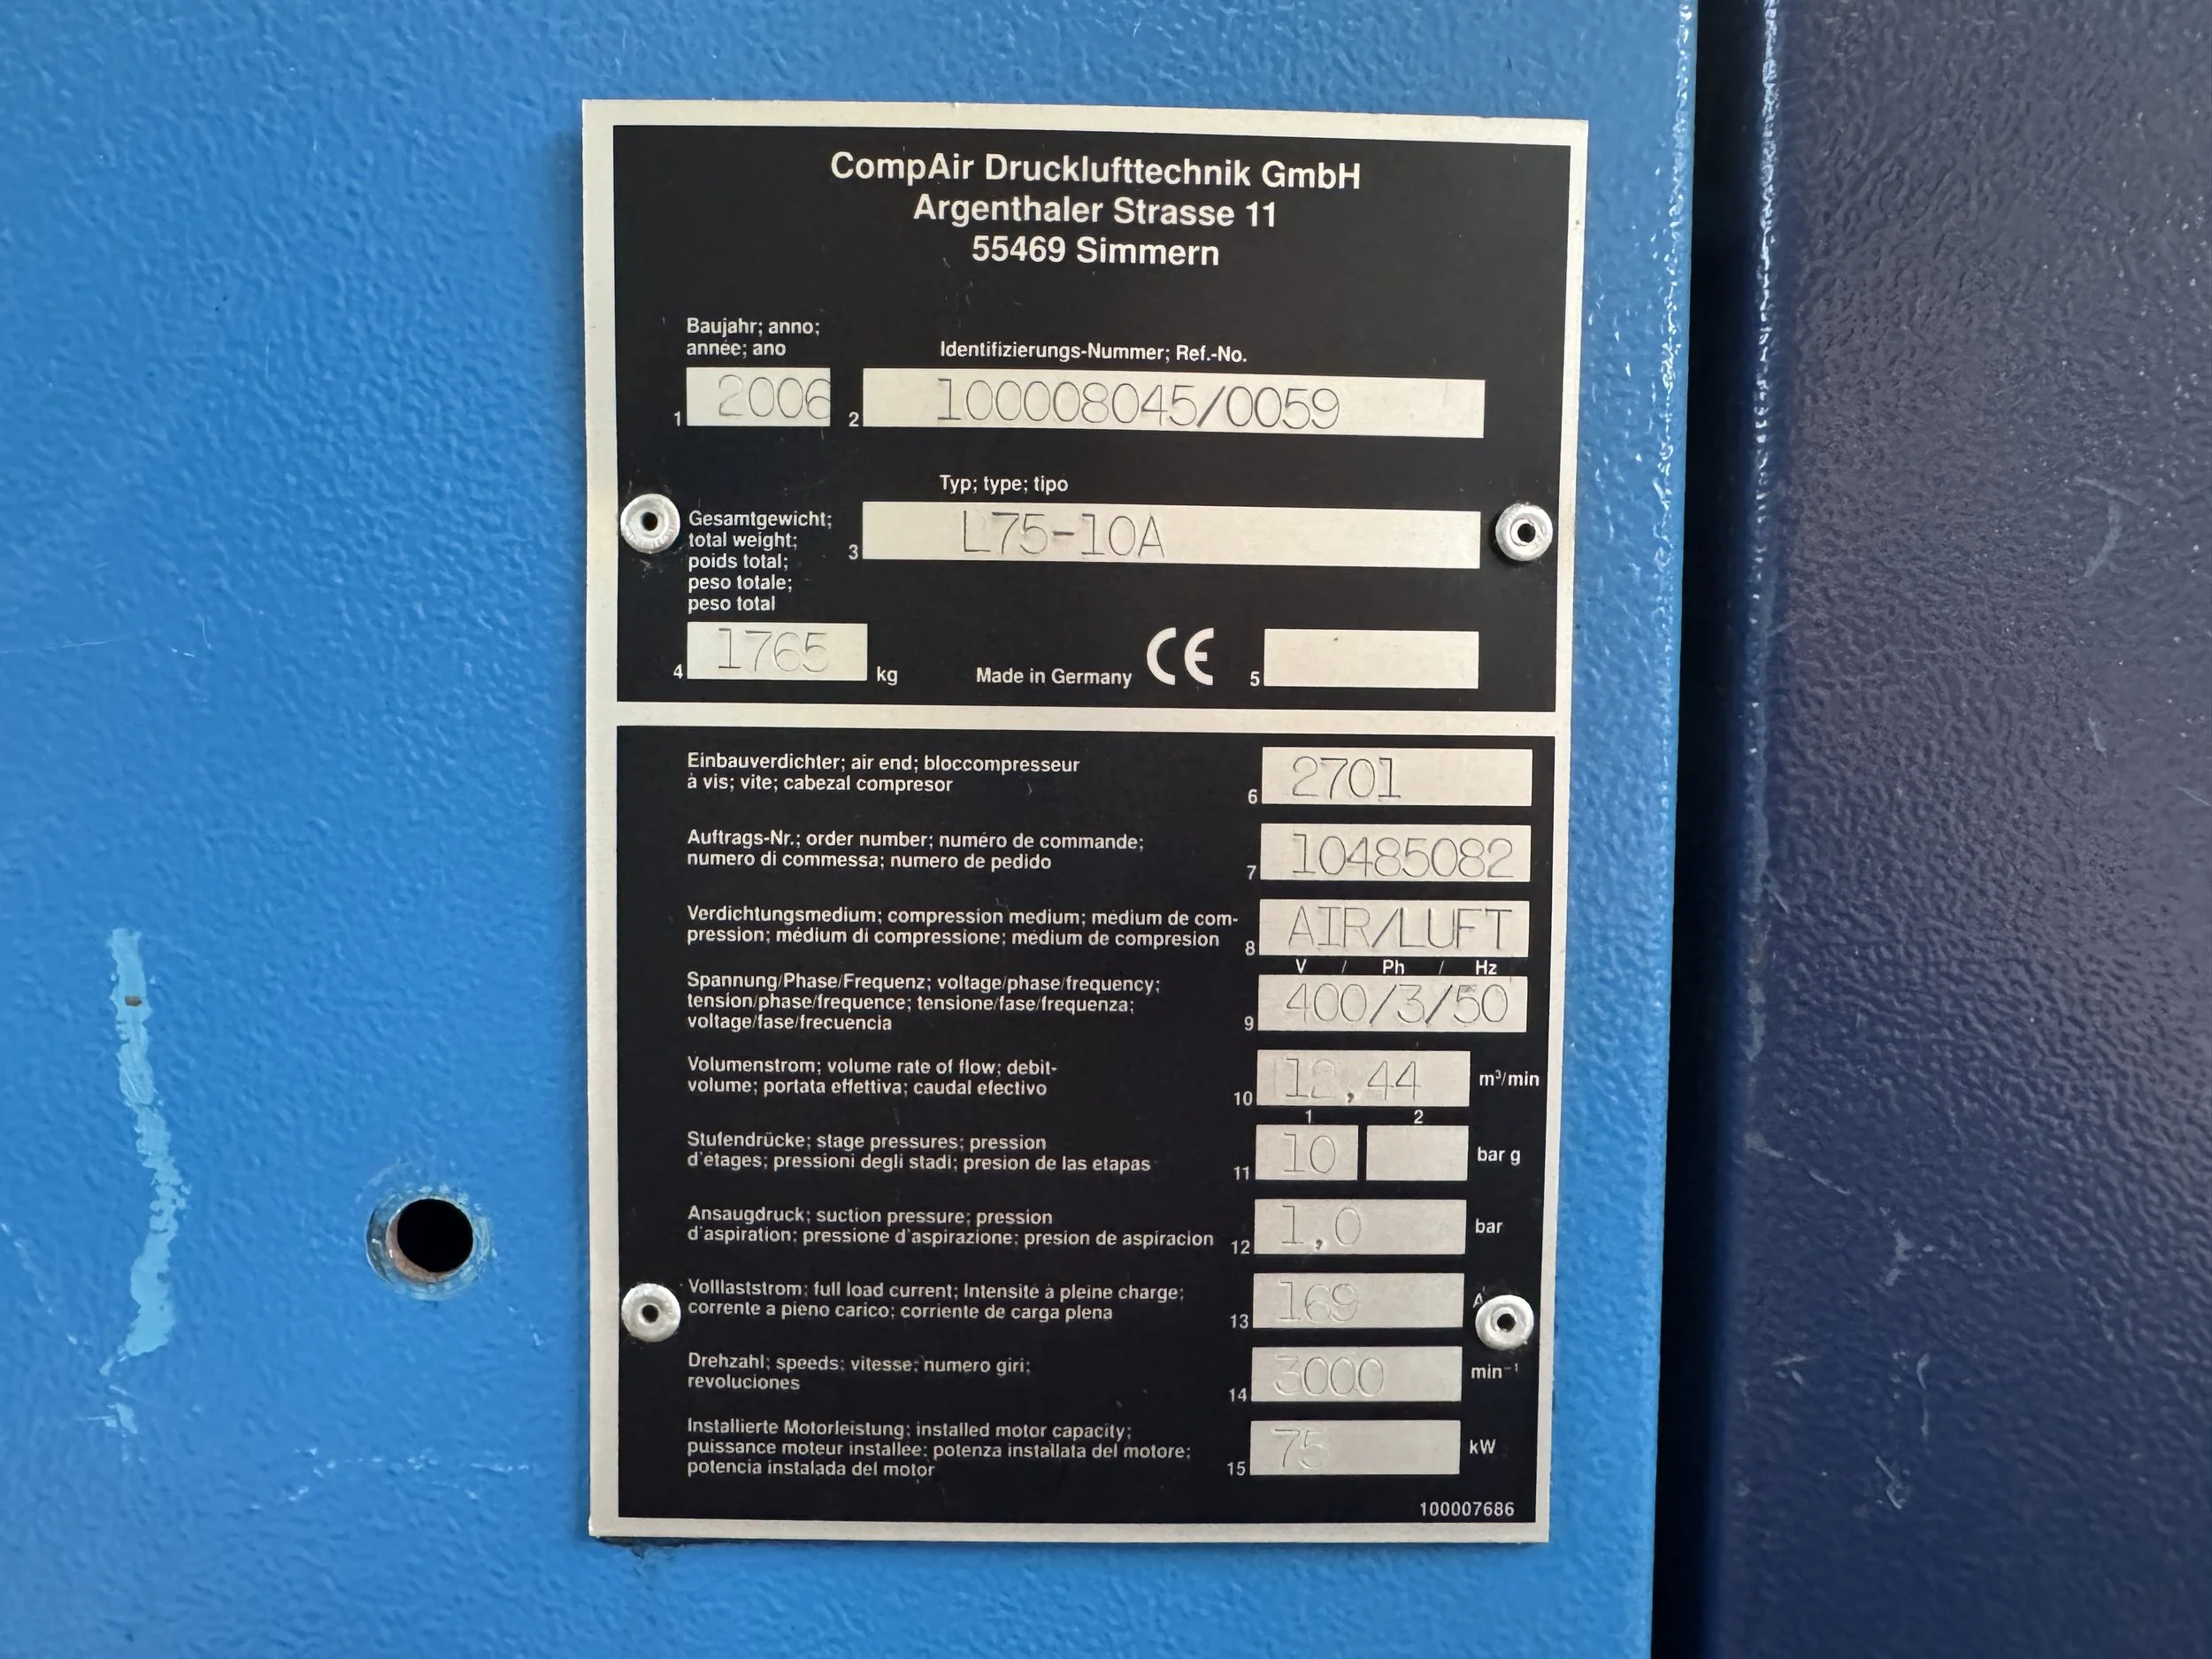 CompAir Drucklufttechnik GmbH
Argenthaler Strasse 11
55469 Simmern
Baujahr; anno;
année; ano
Identifizierungs-Nummer; Ref.-No.
1 2006 2 100008045/0059
Typ; type; tipo
3 L75-10A
Gesamtgewicht;
total weight;
poids total;
peso totale;
peso total
4 1765 kg Made in Germany CE 5
Einbauverdichter; air end; bloccompresseur
à vis; vite; cabezal compresor
6 2701
Auftrags-Nr.; order number; numéro de commande;
numero di commessa; numero de pedido
7 10485082
Verdichtungsmedium; compression medium; médium de com-
pression; médium di compressione; médium de compresion
8 AIR/LUFT
V / Ph / Hz
Spannung/Phase/Frequenz; voltage/phase/frequency;
tension/phase/frequence; tensione/fase/frequenza;
voltage/fase/frecuencia
9 400/3/50
Volumenstrom; volume rate of flow; debit-
volume; portata effettiva; caudal efectivo
10 12,44 m³/min
1 2
Stufendrücke; stage pressures; pression
d'étages; pressioni degli stadi; presion de las etapas
11 10 bar g
Ansaugdruck; suction pressure; pression
d'aspiration; pressione d'aspirazione; presion de aspiracion
12 1,0 bar
Volllaststrom; full load current; Intensité à pleine charge;
corrente a pieno carico; corriente de carga plena
13 169 A
Drehzahl; speeds; vitesse; numero giri;
revoluciones
14 3000 min⁻¹
Installierte Motorleistung; installed motor capacity;
puissance moteur installée; potenza installata del motore;
potencia instalada del motor
15 75 kW
100007686